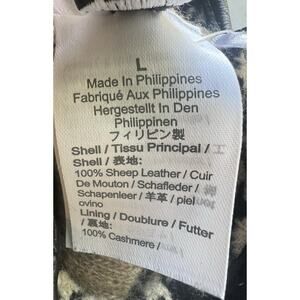 L
Made In Philippines
Fabriqué Aux Philippines
Hergestellt In Den
Philippinen
フィリピン製
Shell / Tissu Principal /
Shell / 表地:
100% Sheep Leather / Cuir
De Mouton / Schafleder /
Schapenleer / 羊革 / piel
ovino
Lining / Doublure / Futter
/ 裏地:
100% Cashmere /